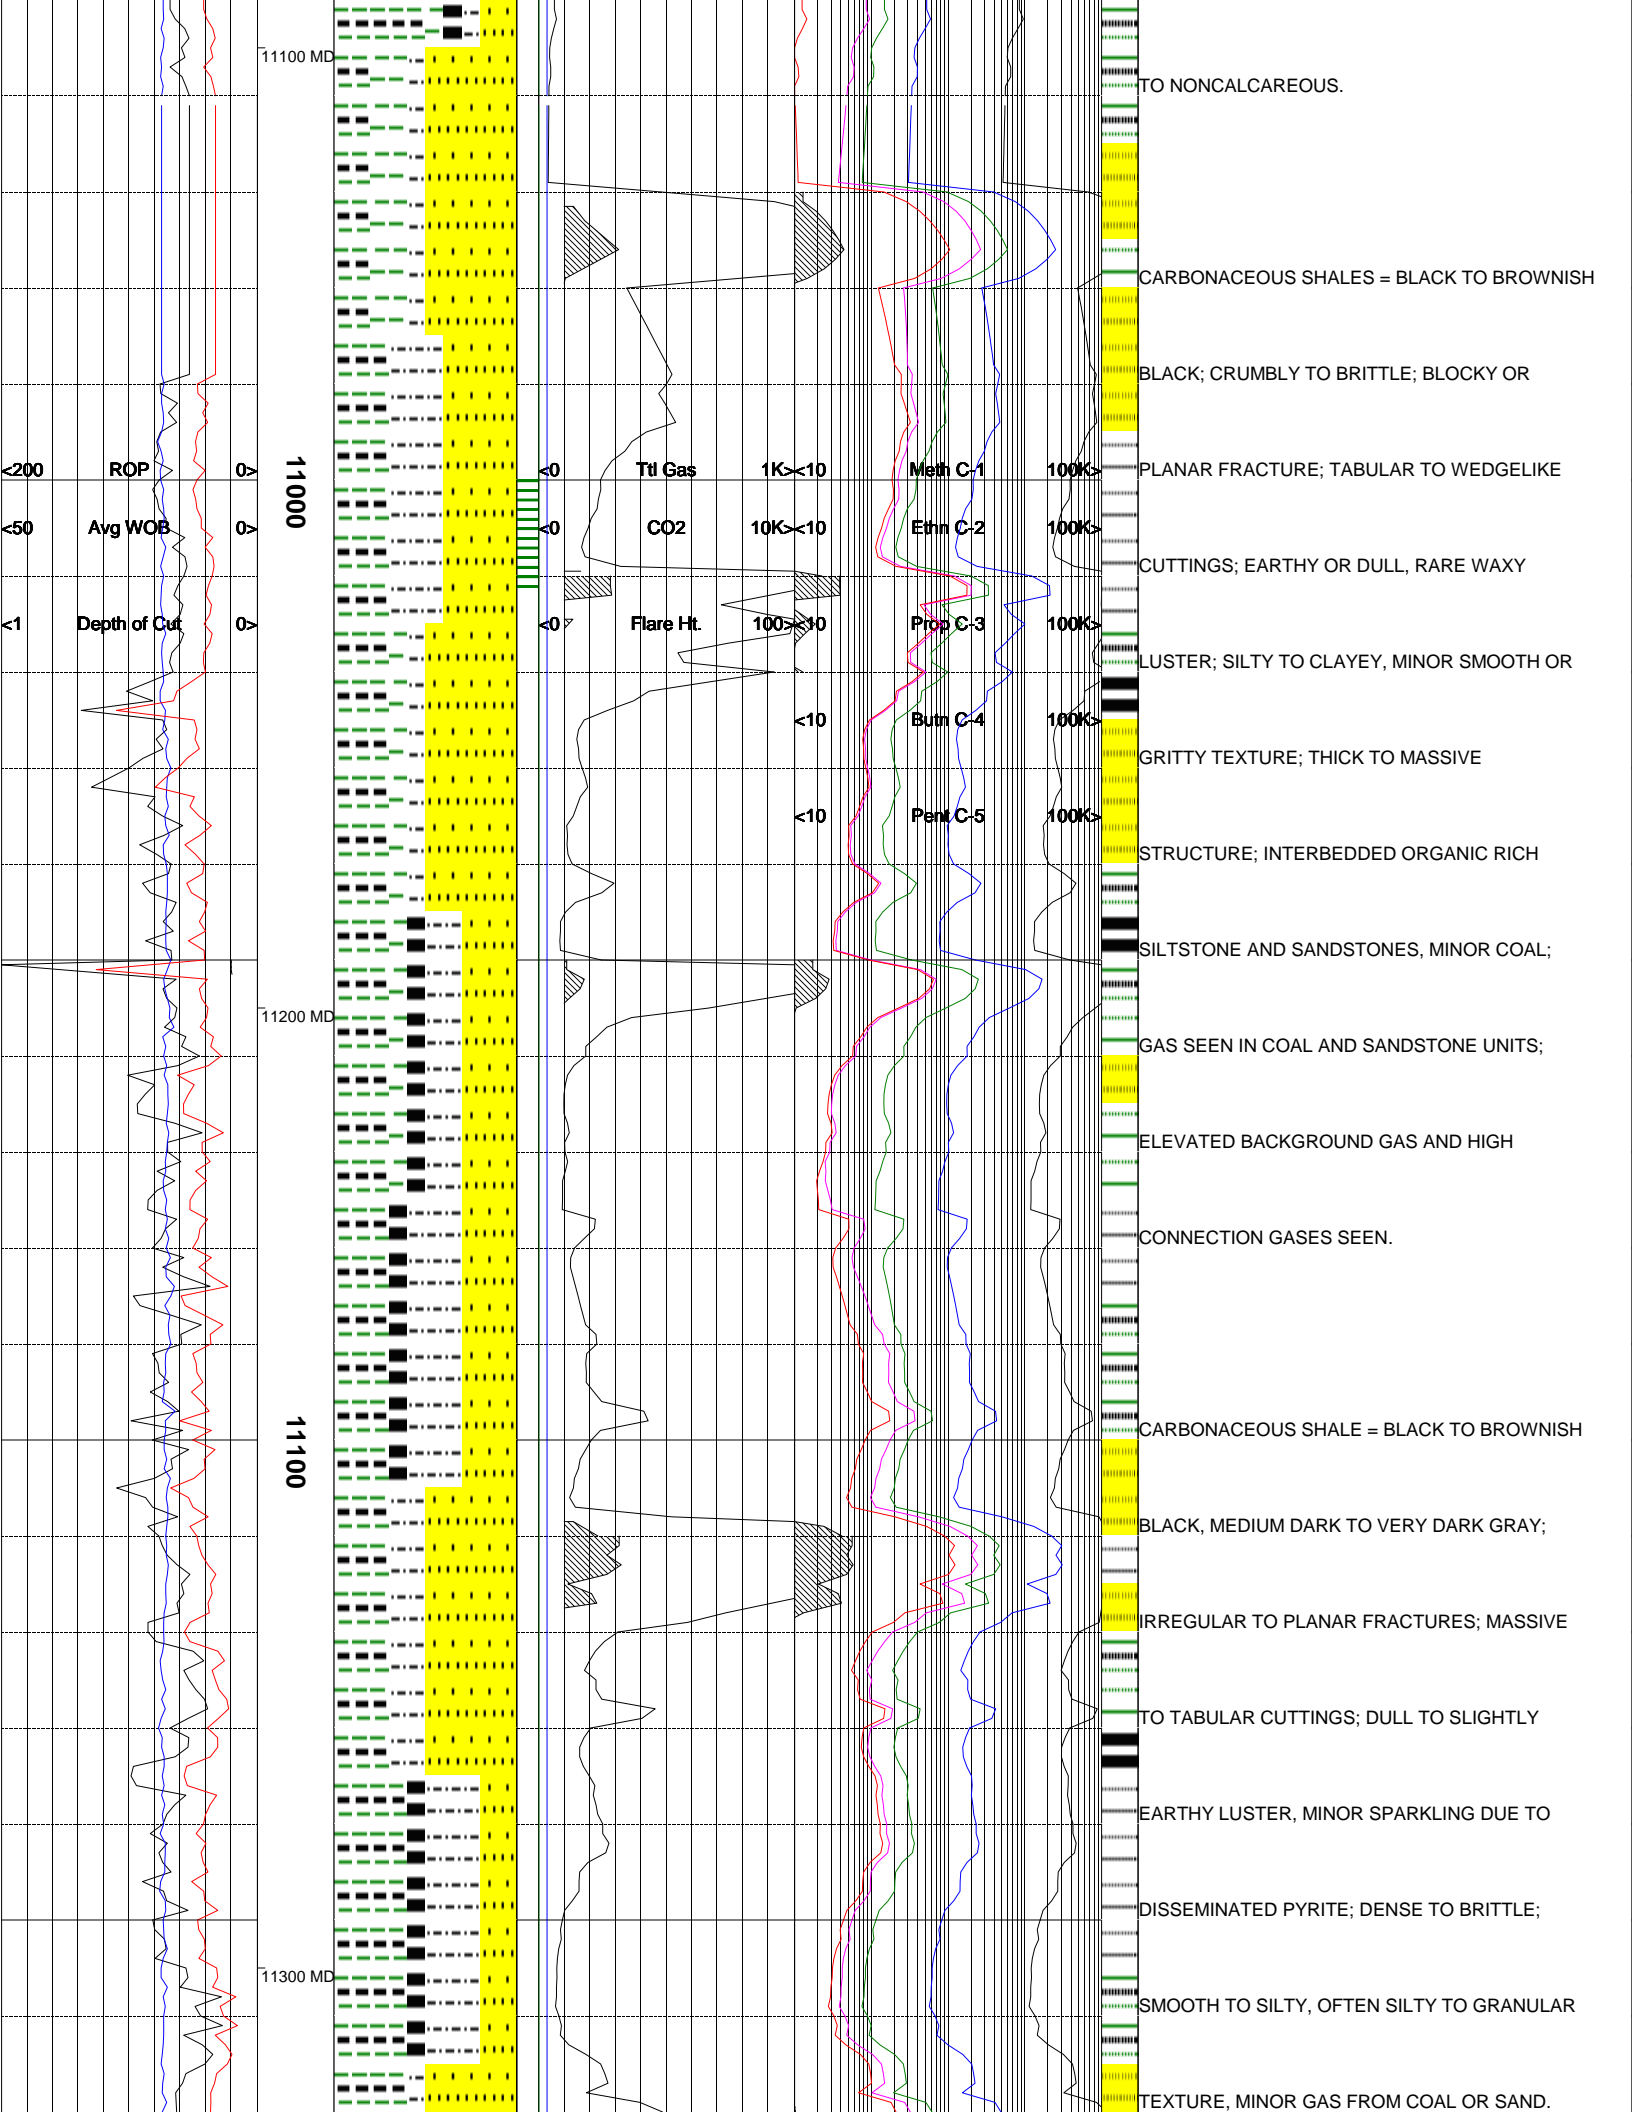 11100 MD
TO NONCALCAREOUS.
CARBONACEOUS SHALES = BLACK TO BROWNISH
BLACK; CRUMBLY TO BRITTLE; BLOCKY OR
<200 ROP 0>
11000
<0 Ttl Gas 1K>
<10 Meth C-1 100K>
PLANAR FRACTURE; TABULAR TO WEDGELIKE
<50 Avg WOB 0>
<0 CO2 10K>
<10 Ethn C-2 100K>
CUTTINGS; EARTHY OR DULL, RARE WAXY
<1 Depth of Cut 0>
<0 Flare Ht. 100>
<10 Prop C-3 100K>
LUSTER; SILTY TO CLAYEY, MINOR SMOOTH OR
<10 Butn C-4 100K>
GRITTY TEXTURE; THICK TO MASSIVE
<10 Pent C-5 100K>
STRUCTURE; INTERBEDDED ORGANIC RICH
SILTSTONE AND SANDSTONES, MINOR COAL;
11200 MD
GAS SEEN IN COAL AND SANDSTONE UNITS;
ELEVATED BACKGROUND GAS AND HIGH
CONNECTION GASES SEEN.
11100
CARBONACEOUS SHALE = BLACK TO BROWNISH
BLACK, MEDIUM DARK TO VERY DARK GRAY;
IRREGULAR TO PLANAR FRACTURES; MASSIVE
TO TABULAR CUTTINGS; DULL TO SLIGHTLY
EARTHY LUSTER, MINOR SPARKLING DUE TO
DISSEMINATED PYRITE; DENSE TO BRITTLE;
11300 MD
SMOOTH TO SILTY, OFTEN SILTY TO GRANULAR
TEXTURE, MINOR GAS FROM COAL OR SAND.